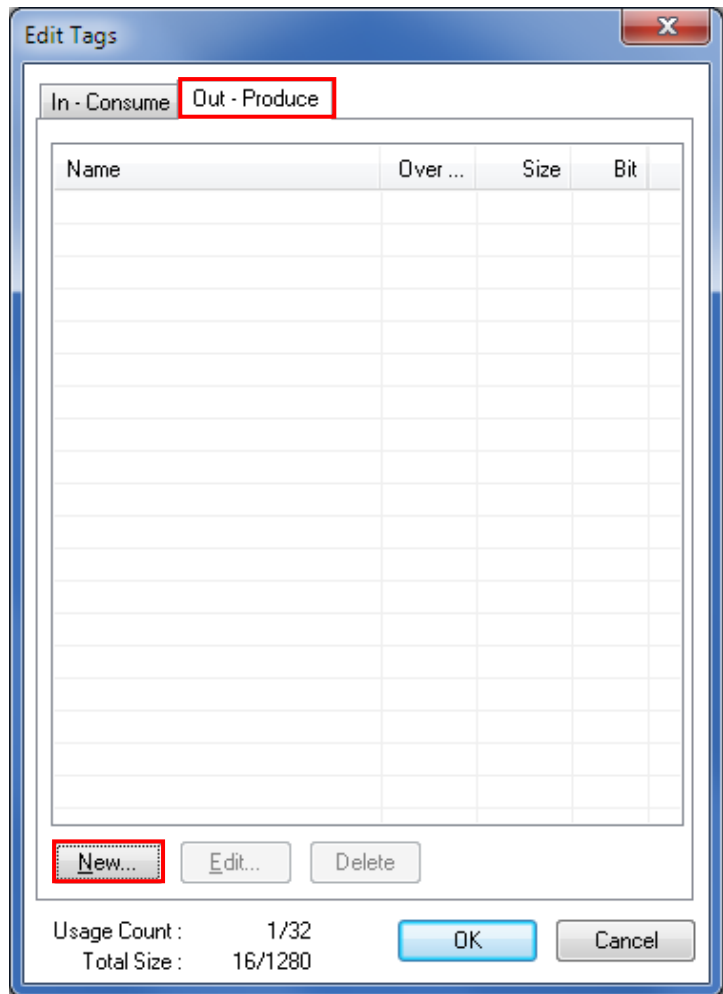 Edit Tags
In - Consume Out - Produce
Name Over ... Size Bit
New... Edit... Delete
Usage Count : 1/32
Total Size : 16/1280
OK Cancel